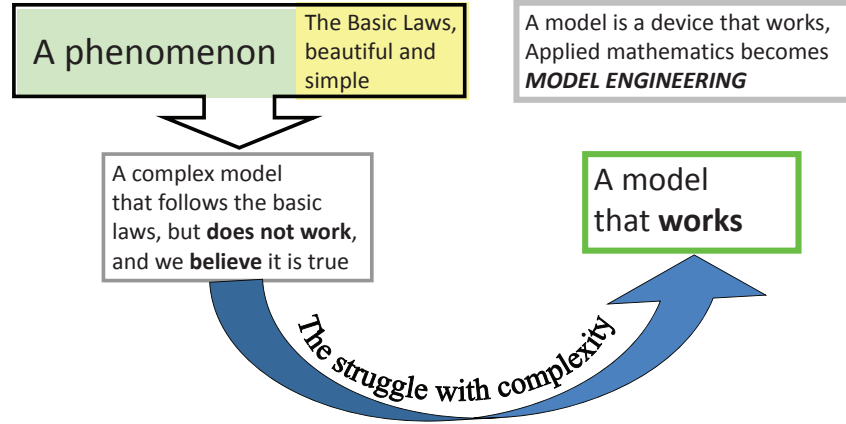 A phenomenon
The Basic Laws,
beautiful and
simple
A model is a device that works,
Applied mathematics becomes
MODEL ENGINEERING
A complex model
that follows the basic
laws, but does not work,
and we believe it is true
A model
that works
The struggle with complexity